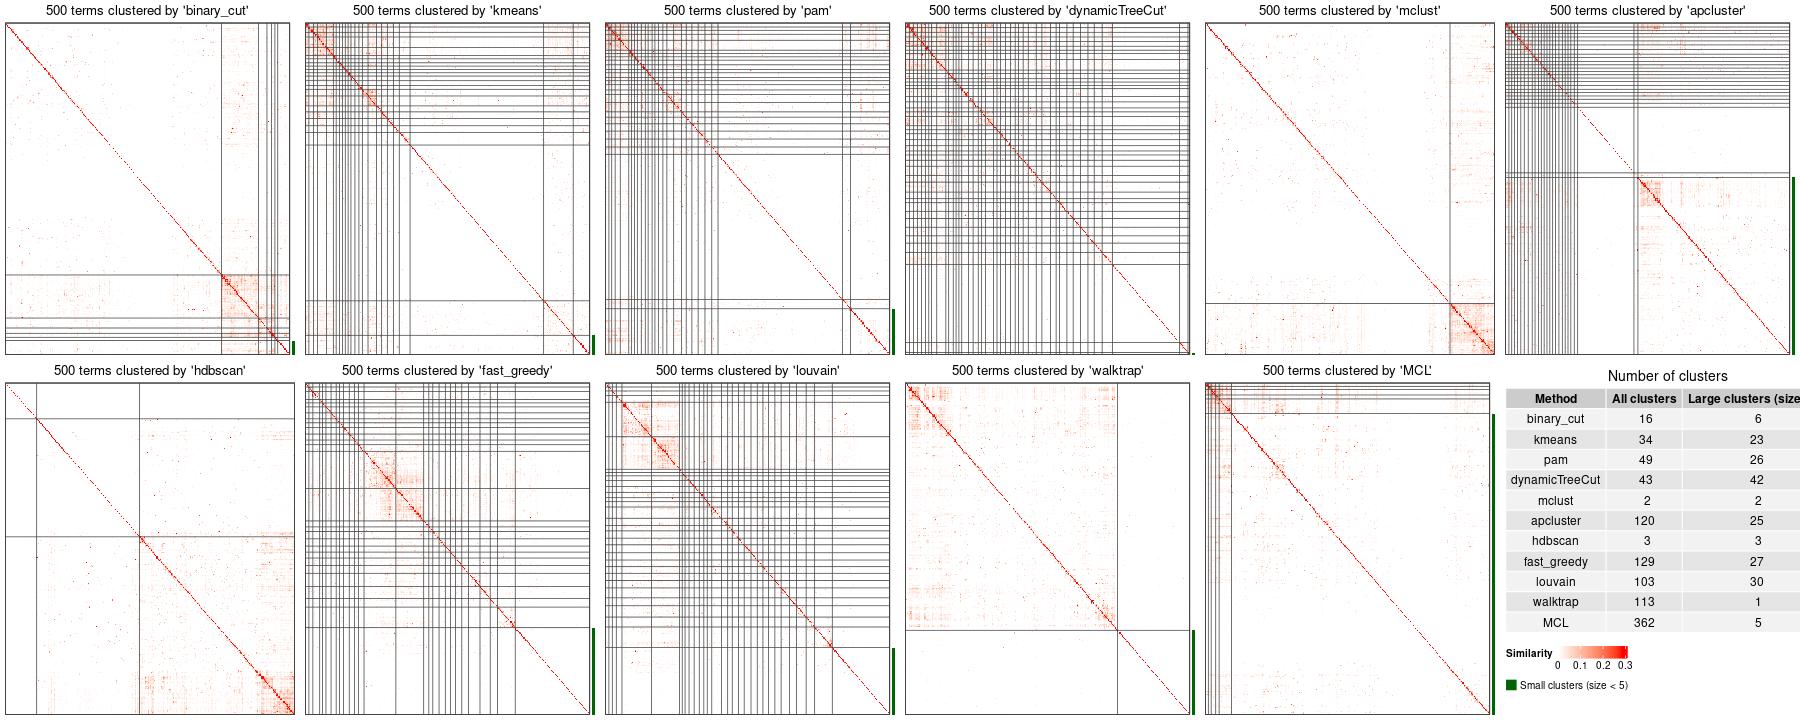 500 terms clustered by 'binary_cut'
500 terms clustered by 'kmeans'
500 terms clustered by 'pam'
500 terms clustered by 'dynamicTreeCut'
500 terms clustered by 'mclust'
500 terms clustered by 'apcluster'
500 terms clustered by 'hdbscan'
500 terms clustered by 'fast_greedy'
500 terms clustered by 'louvain'
500 terms clustered by 'walktrap'
500 terms clustered by 'MCL'
Number of clusters
Method All clusters Large clusters (size
binary_cut 16 6
kmeans 34 23
pam 49 26
dynamicTreeCut 43 42
mclust 2 2
apcluster 120 25
hdbscan 3 3
fast_greedy 129 27
louvain 103 30
walktrap 113 1
MCL 362 5
Similarity
0 0.1 0.2 0.3
Small clusters (size < 5)